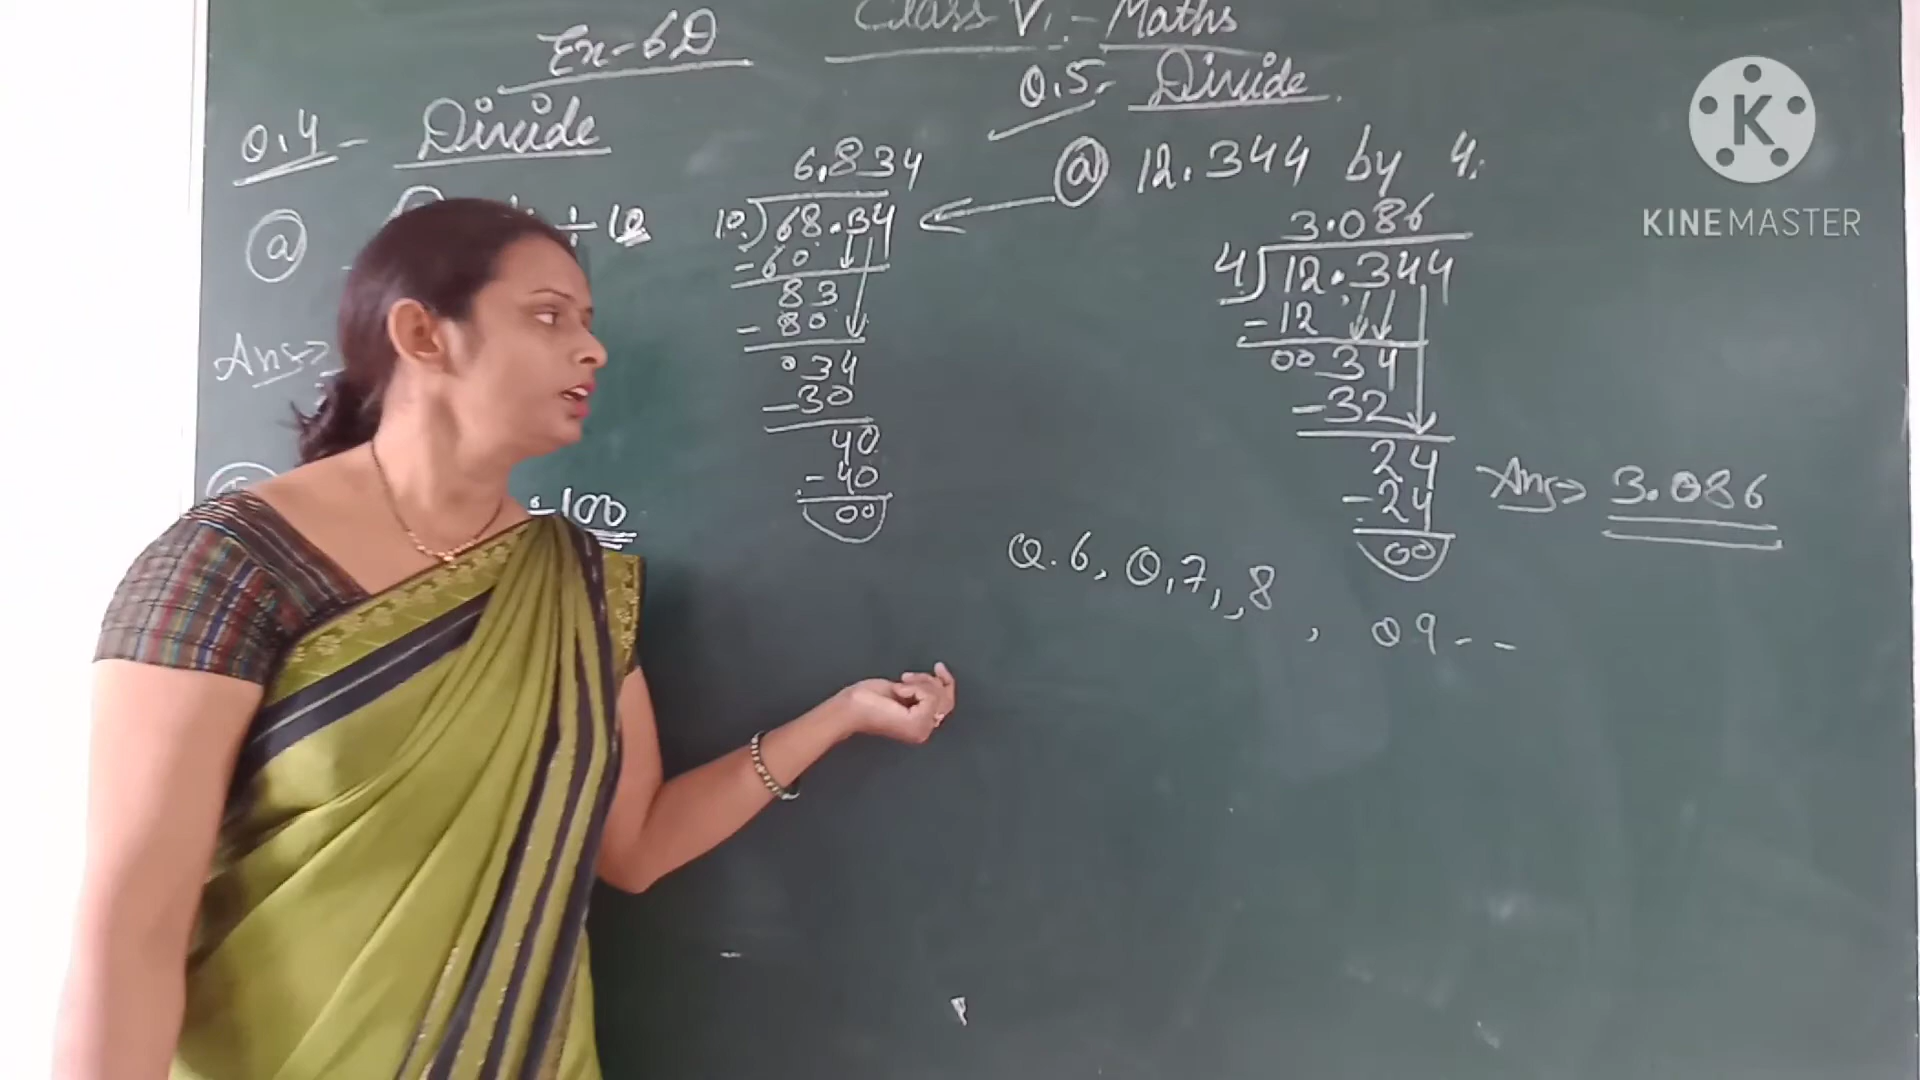 Class V. - Maths
Ex-6D
Q.4 - Divide
(a) ÷ 10
Ans →
÷ 100
6.834
10)68.34
-60
83
-80
034
-30
40
-40
00
Q.5- Divide
(a) 12.344 by 4.
3.086
4)12.344
-12
0034
-32
24
-24
00
Ans → 3.086
Q.6, Q.7, ,8
, Q9 - -
K
KINEMASTER